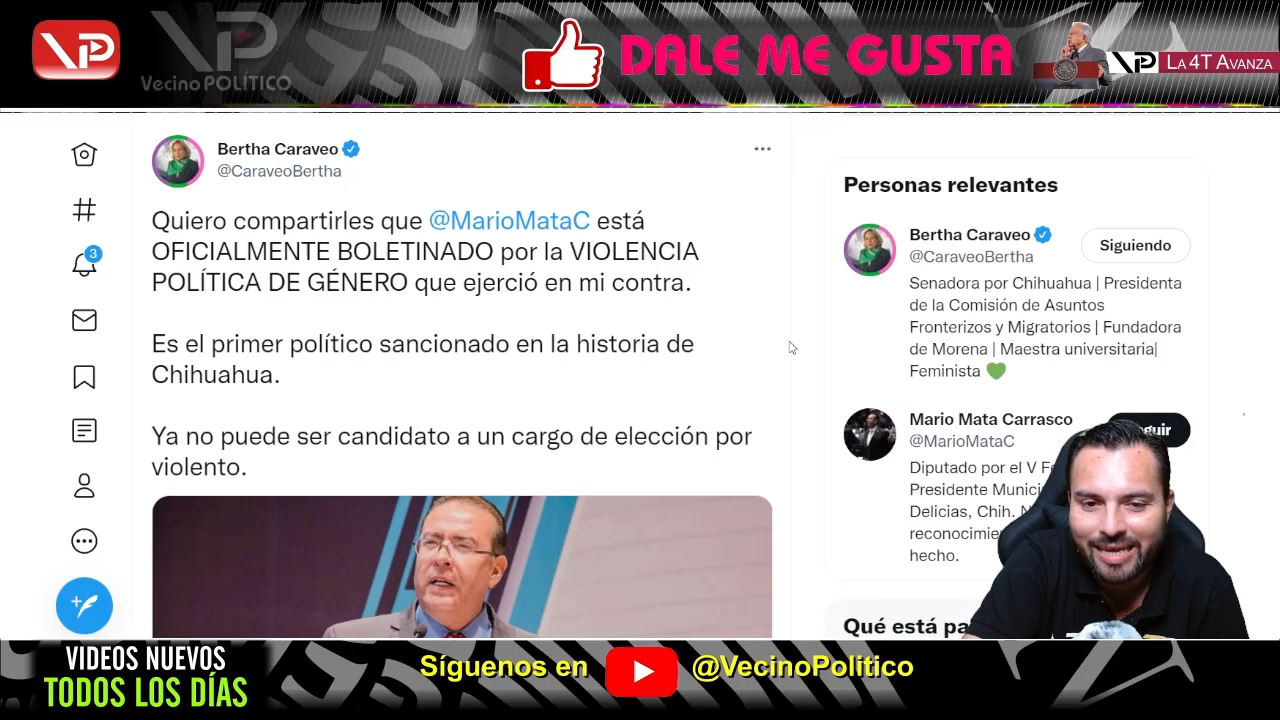 VP
VP
Vecino POLÍTICO
DALE ME GUSTA
VP LA 4T AVANZA
Bertha Caraveo
@CaraveoBertha
Quiero compartirles que @MarioMataC está
OFICIALMENTE BOLETINADO por la VIOLENCIA
POLÍTICA DE GÉNERO que ejerció en mi contra.
Es el primer político sancionado en la historia de
Chihuahua.
Ya no puede ser candidato a un cargo de elección por
violento.
3
Personas relevantes
Bertha Caraveo
@CaraveoBertha
Siguiendo
Senadora por Chihuahua | Presidenta
de la Comisión de Asuntos
Fronterizos y Migratorios | Fundadora
de Morena | Maestra universitaria|
Feminista 💚
Mario Mata Carrasco
@MarioMataC
Diputado por el V
Presidente
Delicias, Chih.
hecho.
Qué está
VIDEOS NUEVOS
TODOS LOS DÍAS
Síguenos en @VecinoPolitico